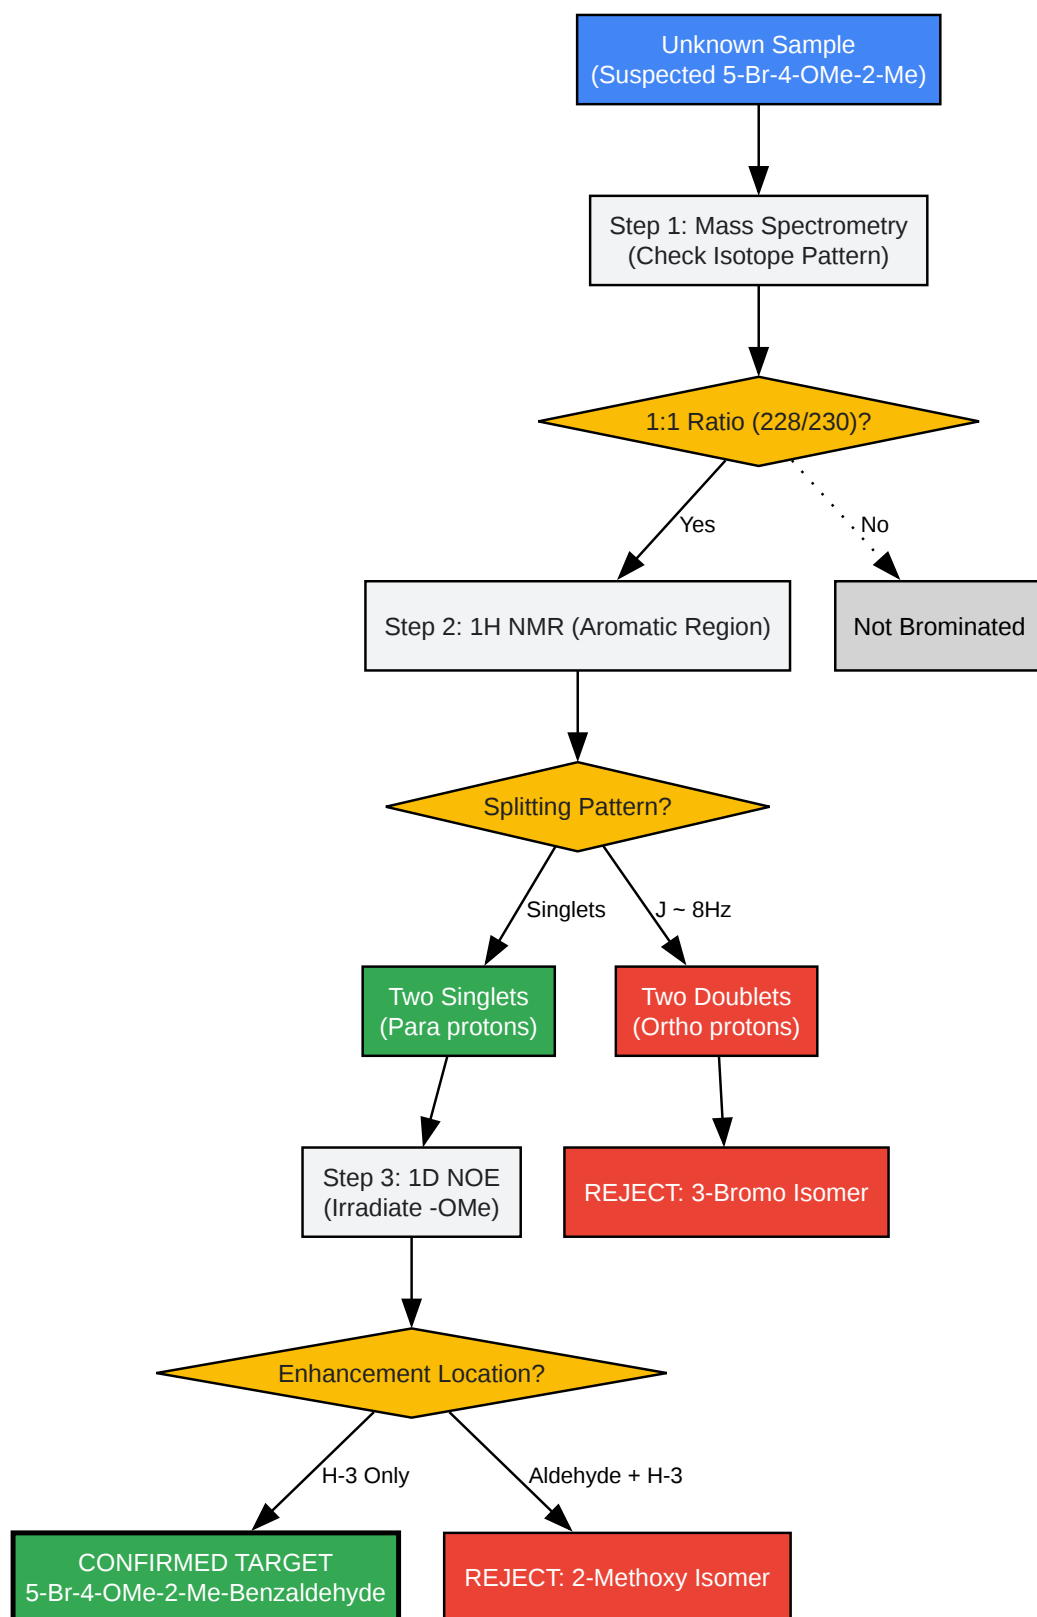 Unknown Sample
(Suspected 5-Br-4-OMe-2-Me)
Step 1: Mass Spectrometry
(Check Isotope Pattern)
1:1 Ratio (228/230)?
Yes
No
Step 2: 1H NMR (Aromatic Region)
Not Brominated
Splitting Pattern?
Singlets
J ~ 8Hz
Two Singlets
(Para protons)
Two Doublets
(Ortho protons)
Step 3: 1D NOE
(Irradiate -OMe)
REJECT: 3-Bromo Isomer
Enhancement Location?
H-3 Only
Aldehyde + H-3
CONFIRMED TARGET
5-Br-4-OMe-2-Me-Benzaldehyde
REJECT: 2-Methoxy Isomer